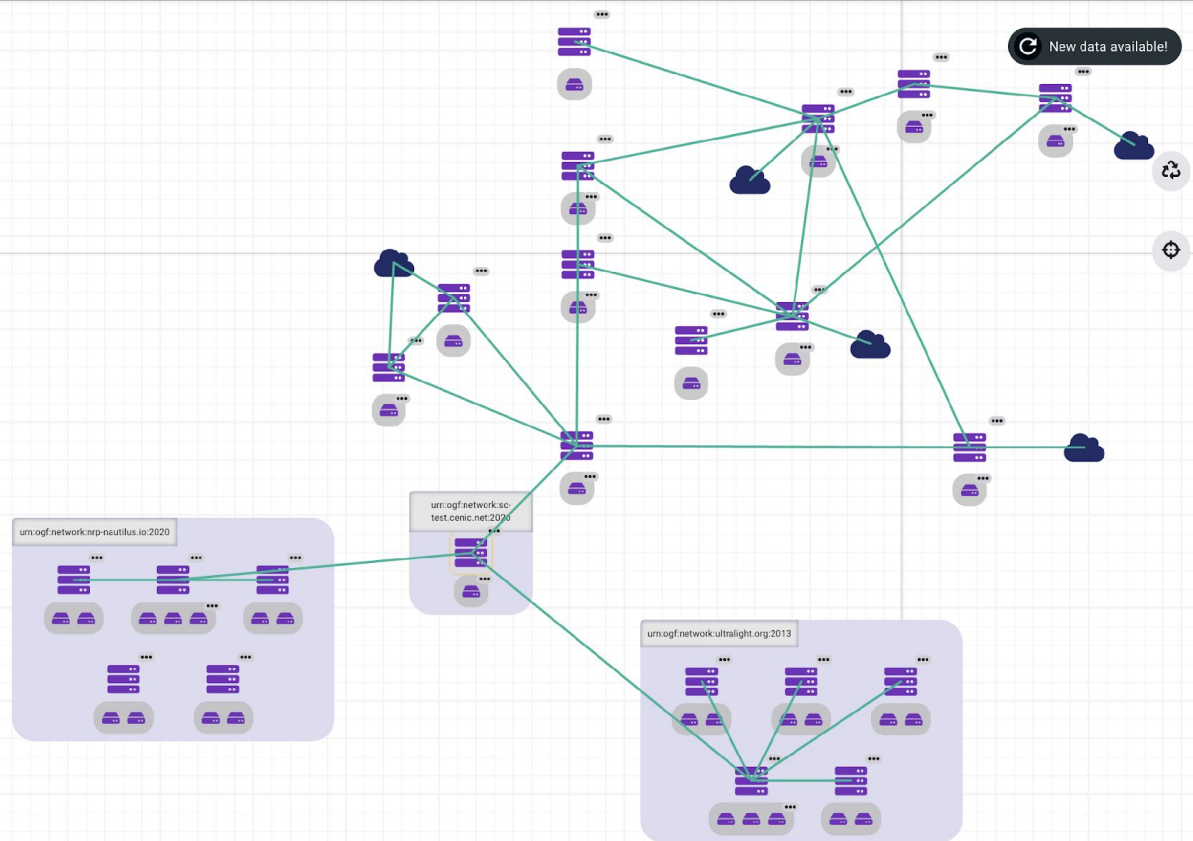 New data available!
urn:ogf:network:sc-
test.cenic.net:2020
urn:ogf:network:nrp-nautilus.io:2020
urn:ogf:network:ultralight.org:2013